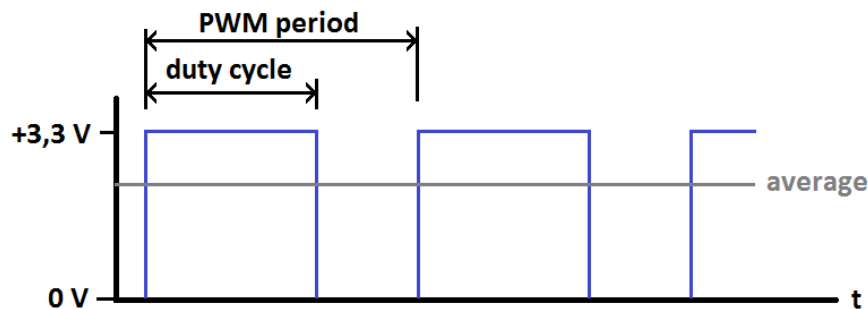 PWM period
duty cycle
+3,3 V
average
0 V
t